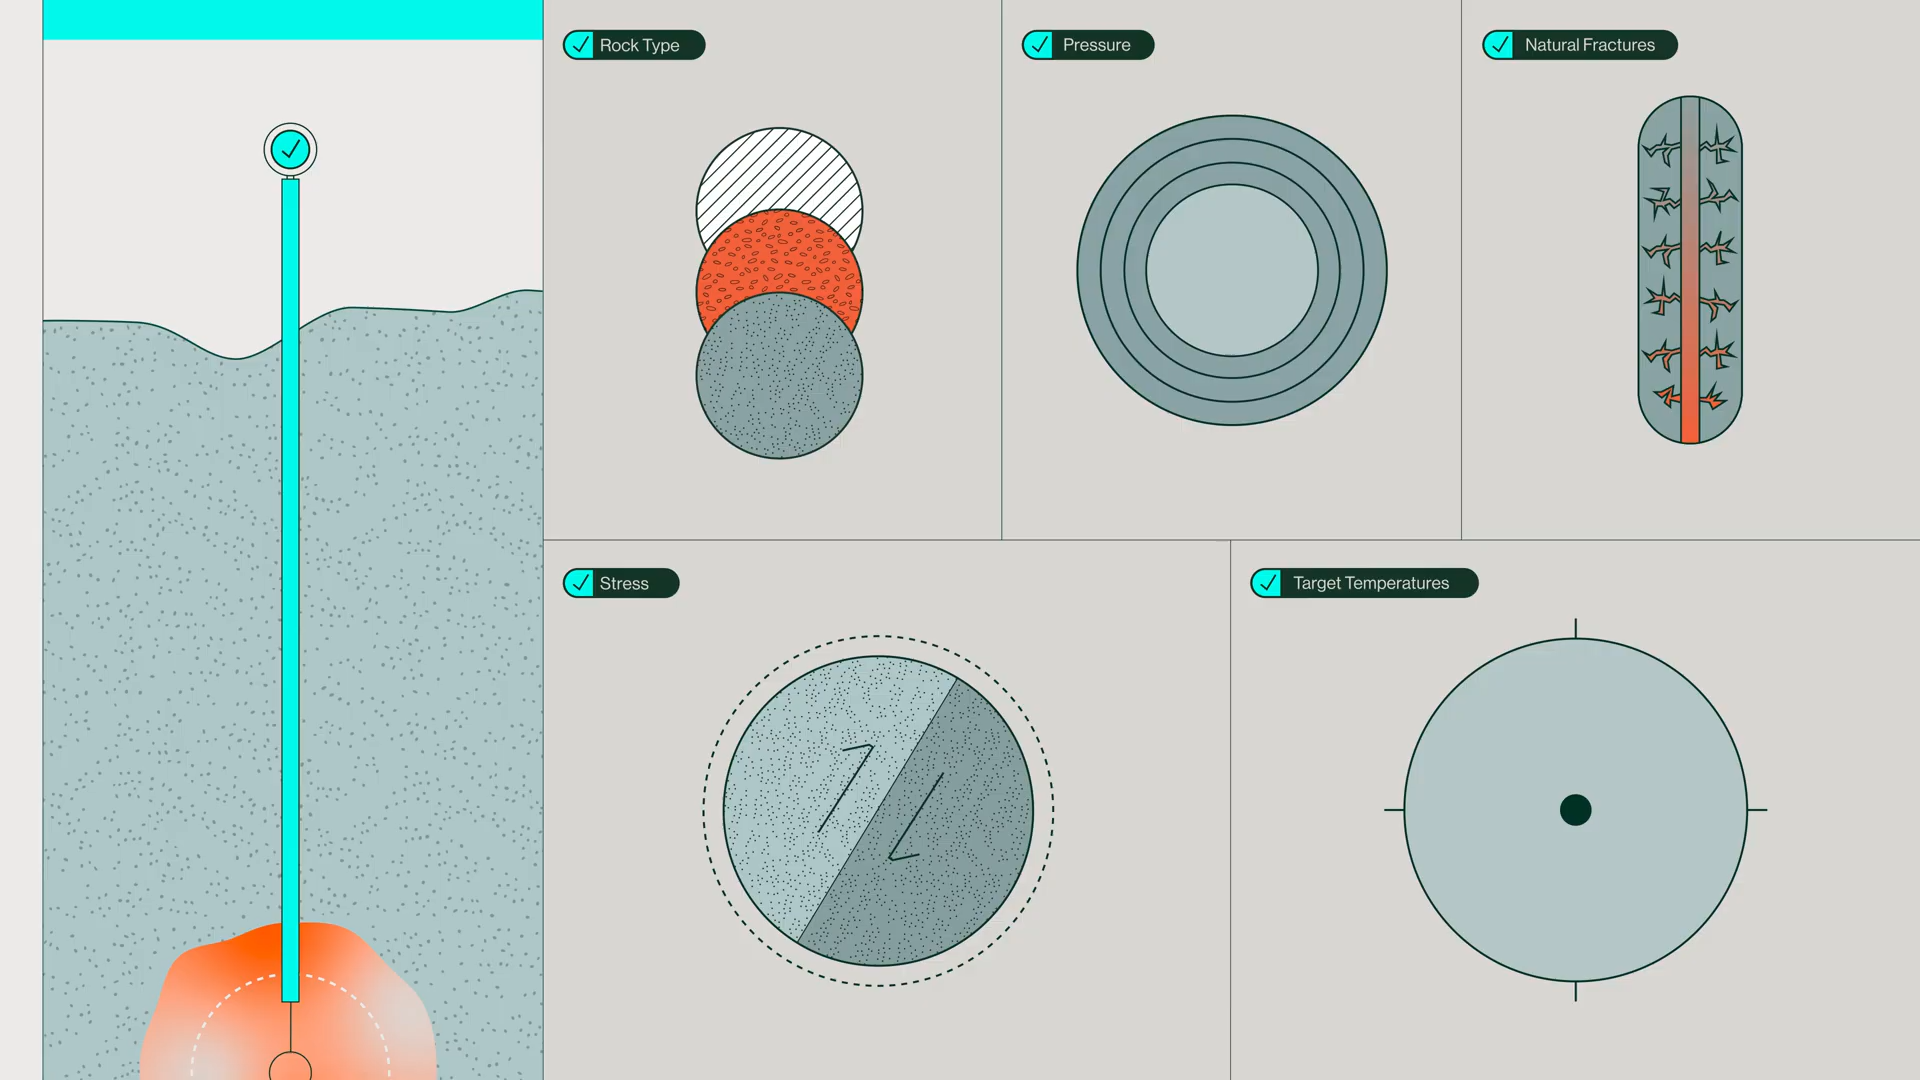 Rock Type
Pressure
Natural Fractures
Stress
Target Temperatures